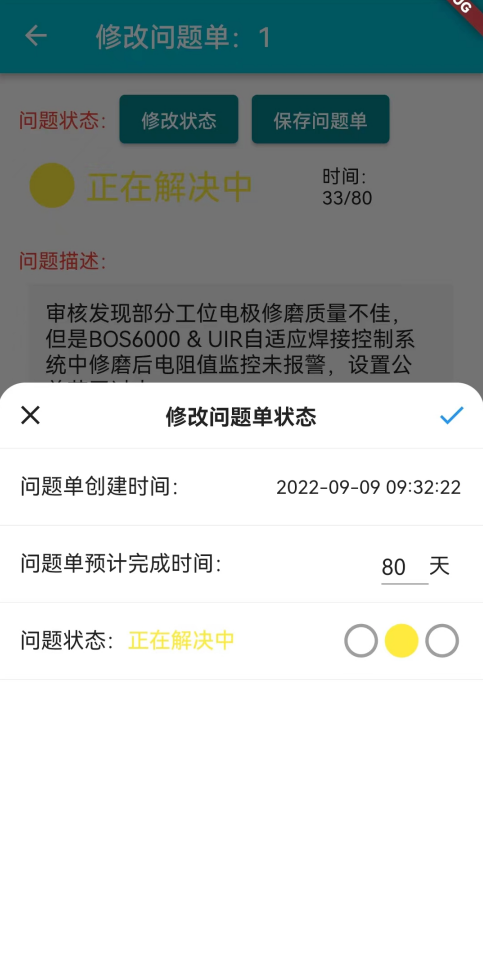 修改问题单：1
问题状态：
修改状态
保存问题单
正在解决中
时间：
33/80
问题描述：
审核发现部分工位电极修磨质量不佳，
但是BOS6000 & UIR自适应焊接控制系
统中修磨后电阻值监控未报警，设置公
修改问题单状态
问题单创建时间：
2022-09-09 09:32:22
问题单预计完成时间：
80 天
问题状态：正在解决中